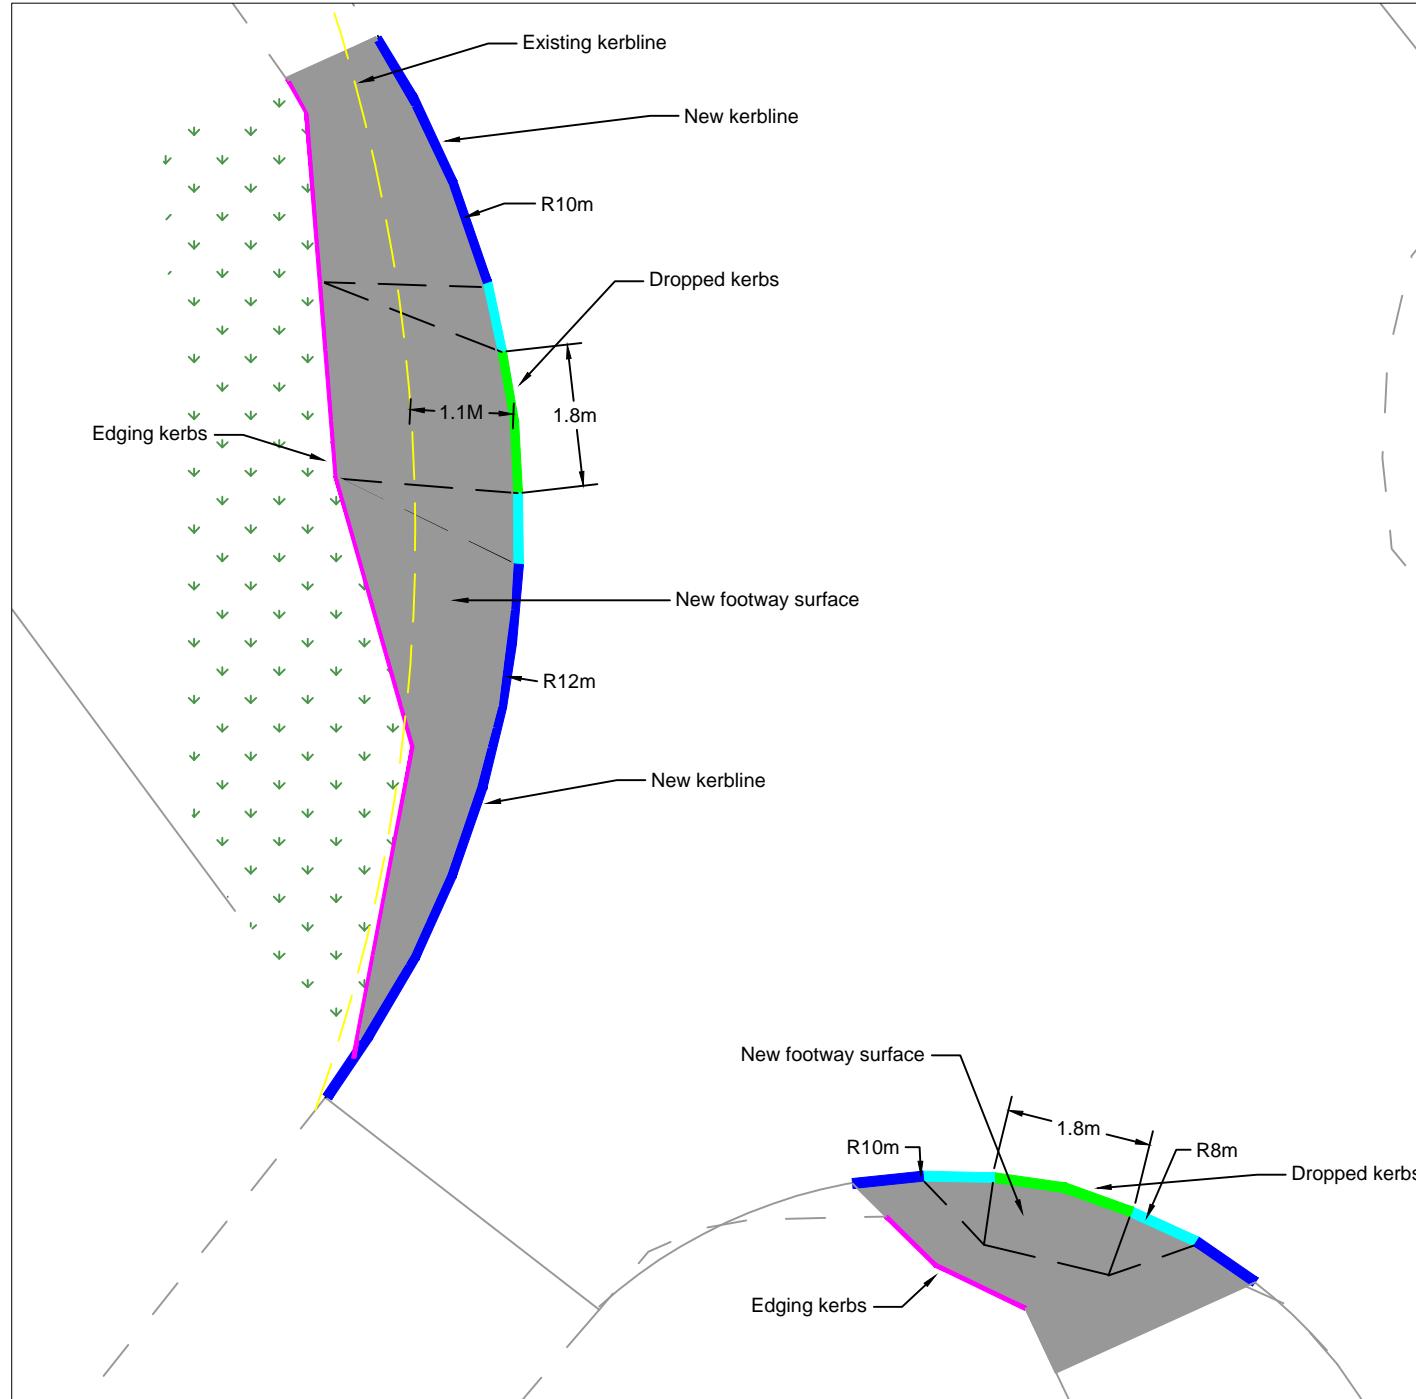 Existing kerbline
New kerbline
R10m
Dropped kerbs
1.1M
1.8m
Edging kerbs
New footway surface
R12m
New kerbline
New footway surface
1.8m
R10m
R8m
Dropped kerbs
Edging kerbs